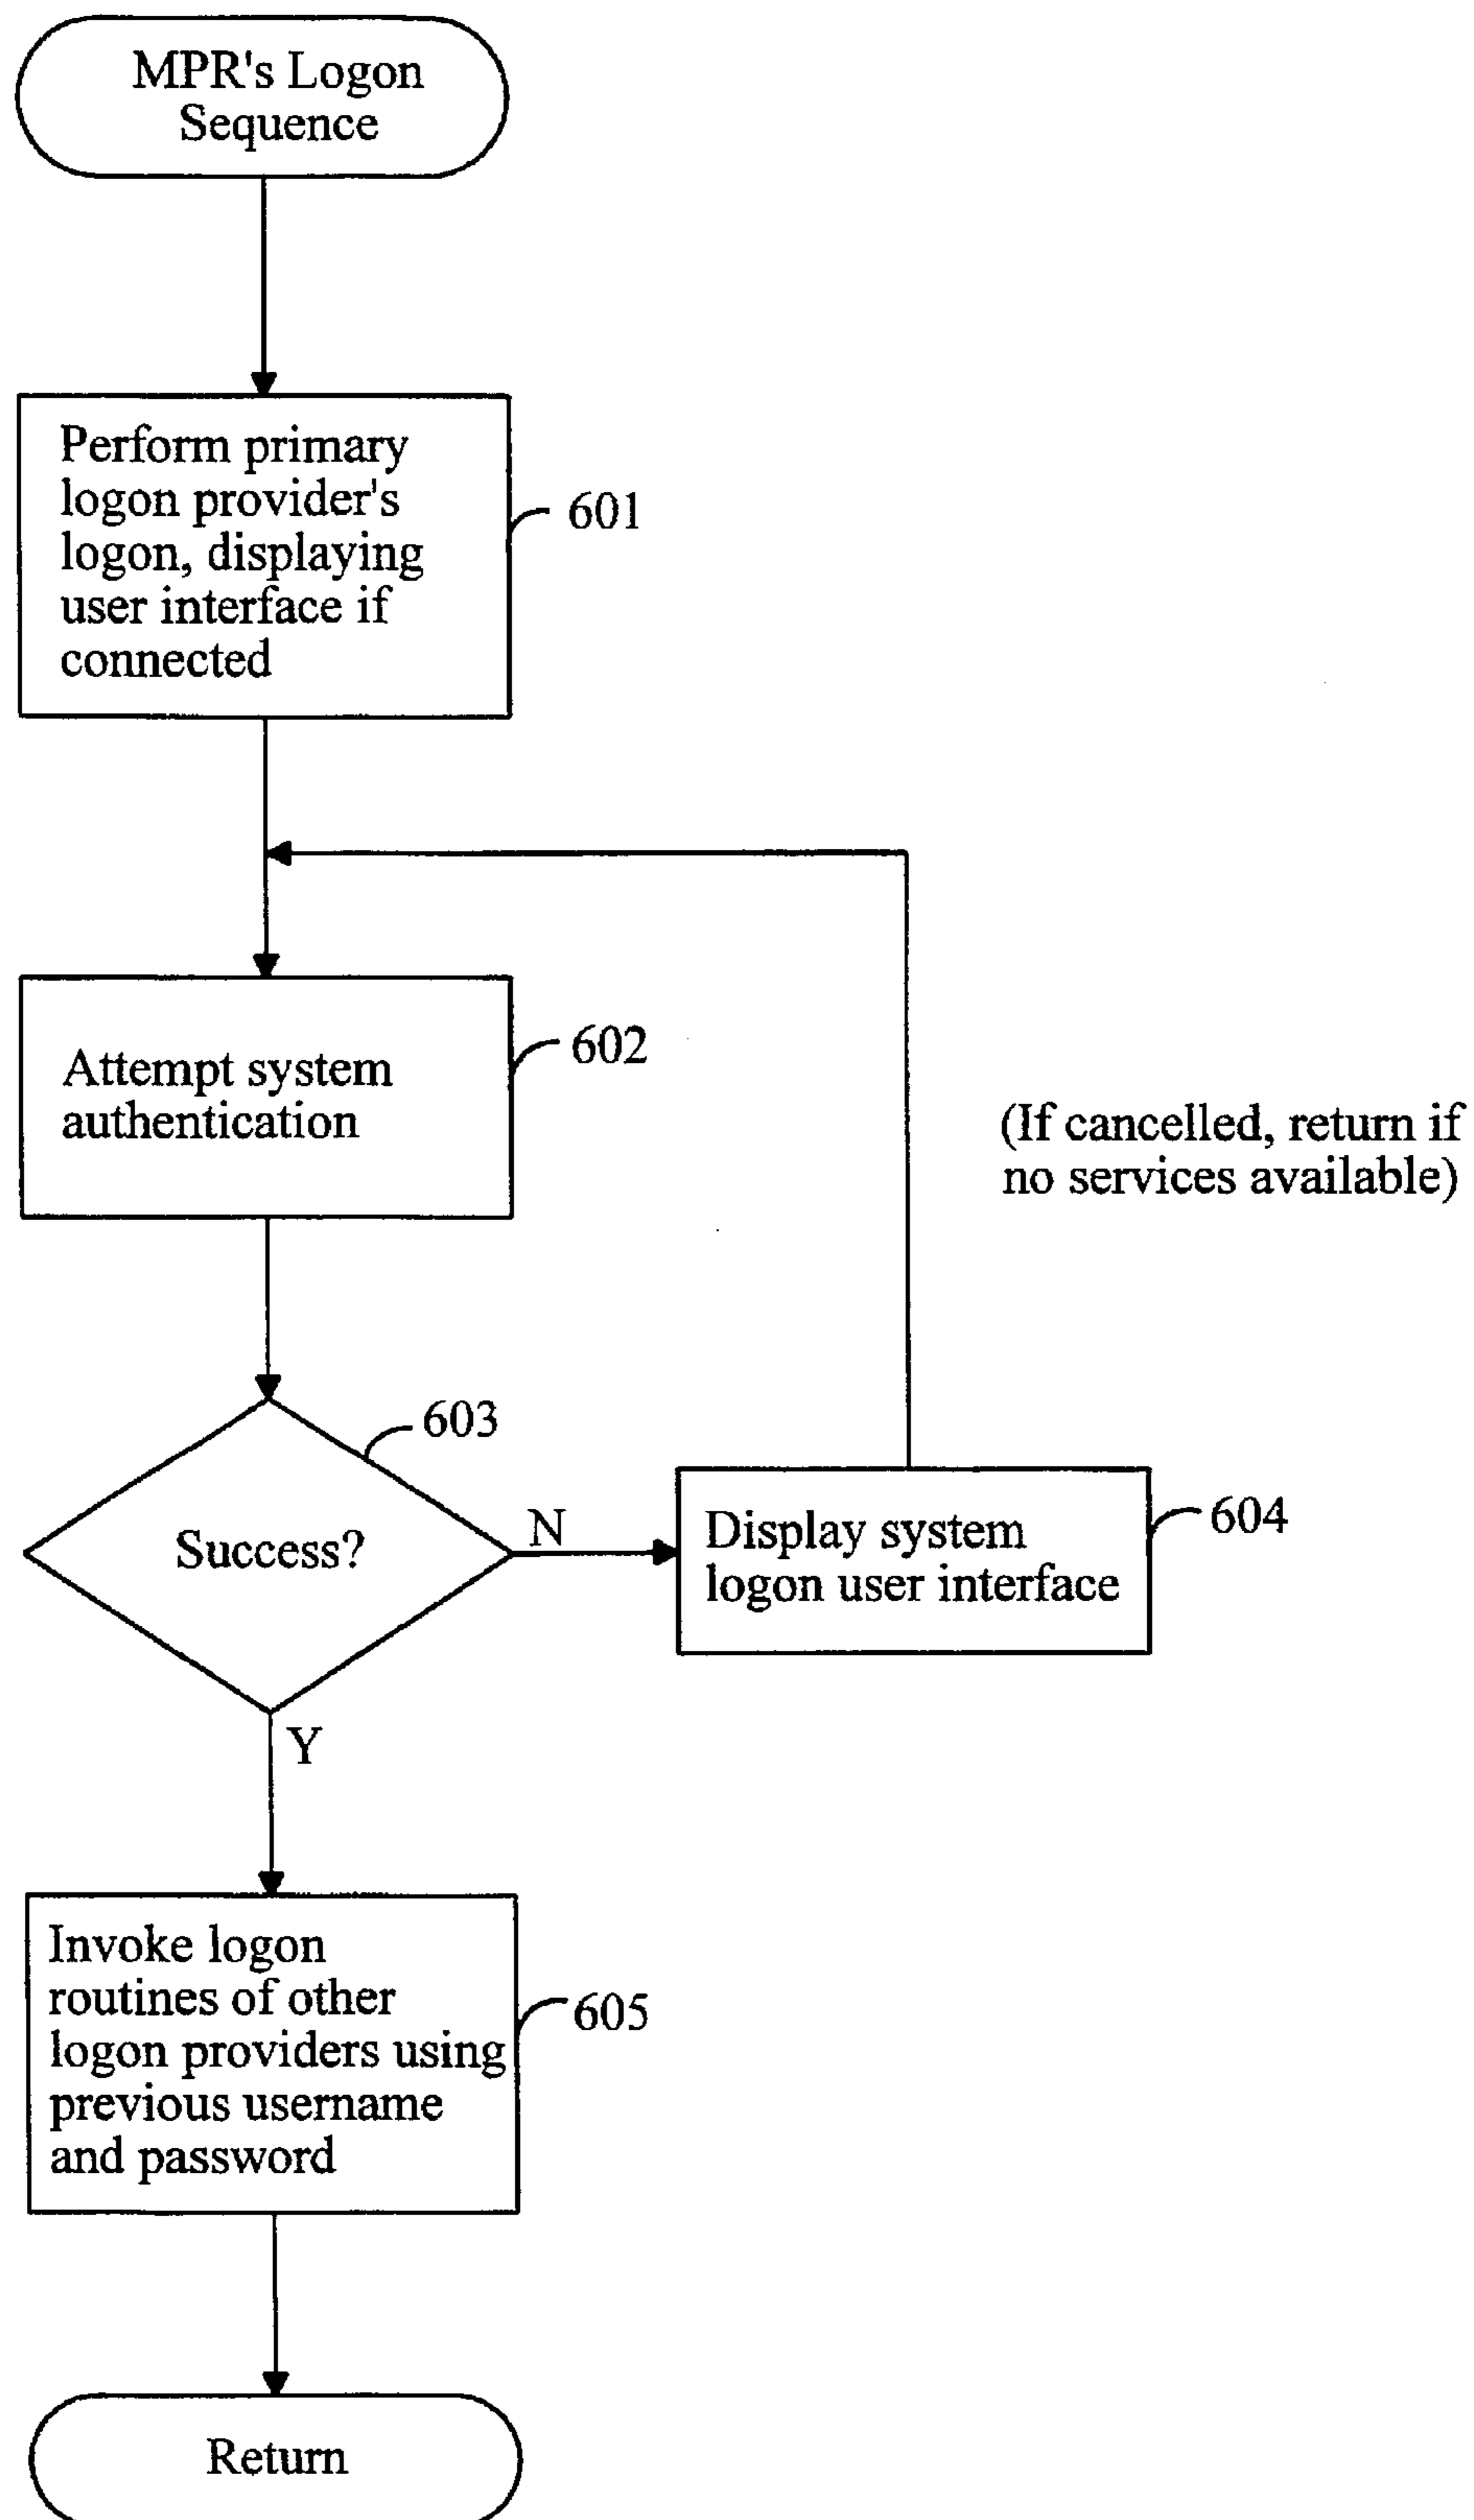 MPR's Logon
Sequence
Perform primary
logon provider's
logon, displaying
user interface if
connected
601
Attempt system
authentication
602
(If cancelled, return if
no services available)
603
Success?
N
Display system
logon user interface
604
Y
Invoke logon
routines of other
logon providers using
previous username
and password
605
Return